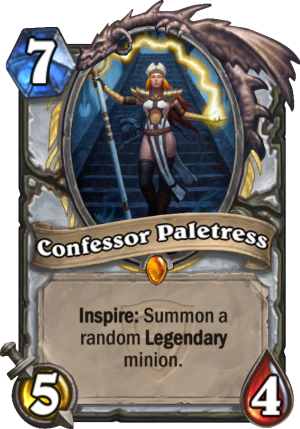 7
Confessor Paletress
Inspire: Summon a
random Legendary
minion.
5
4